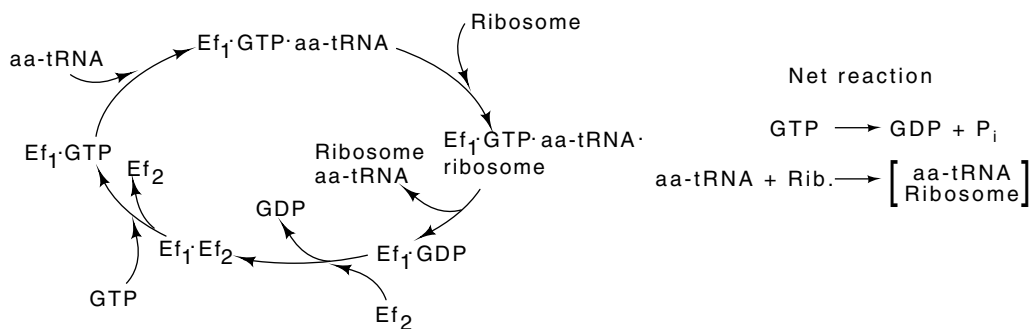 Ribosome
aa-tRNA
Ef₁·GTP·aa-tRNA
Net reaction
GTP → GDP + Pᵢ
Ef₁·GTP·aa-tRNA·
ribosome
Ribosome
aa-tRNA
Ef₁·GTP
Ef₂
aa-tRNA + Rib. → [aa-tRNA
Ribosome]
GDP
Ef₁·Ef₂
Ef₁·GDP
GTP
Ef₂